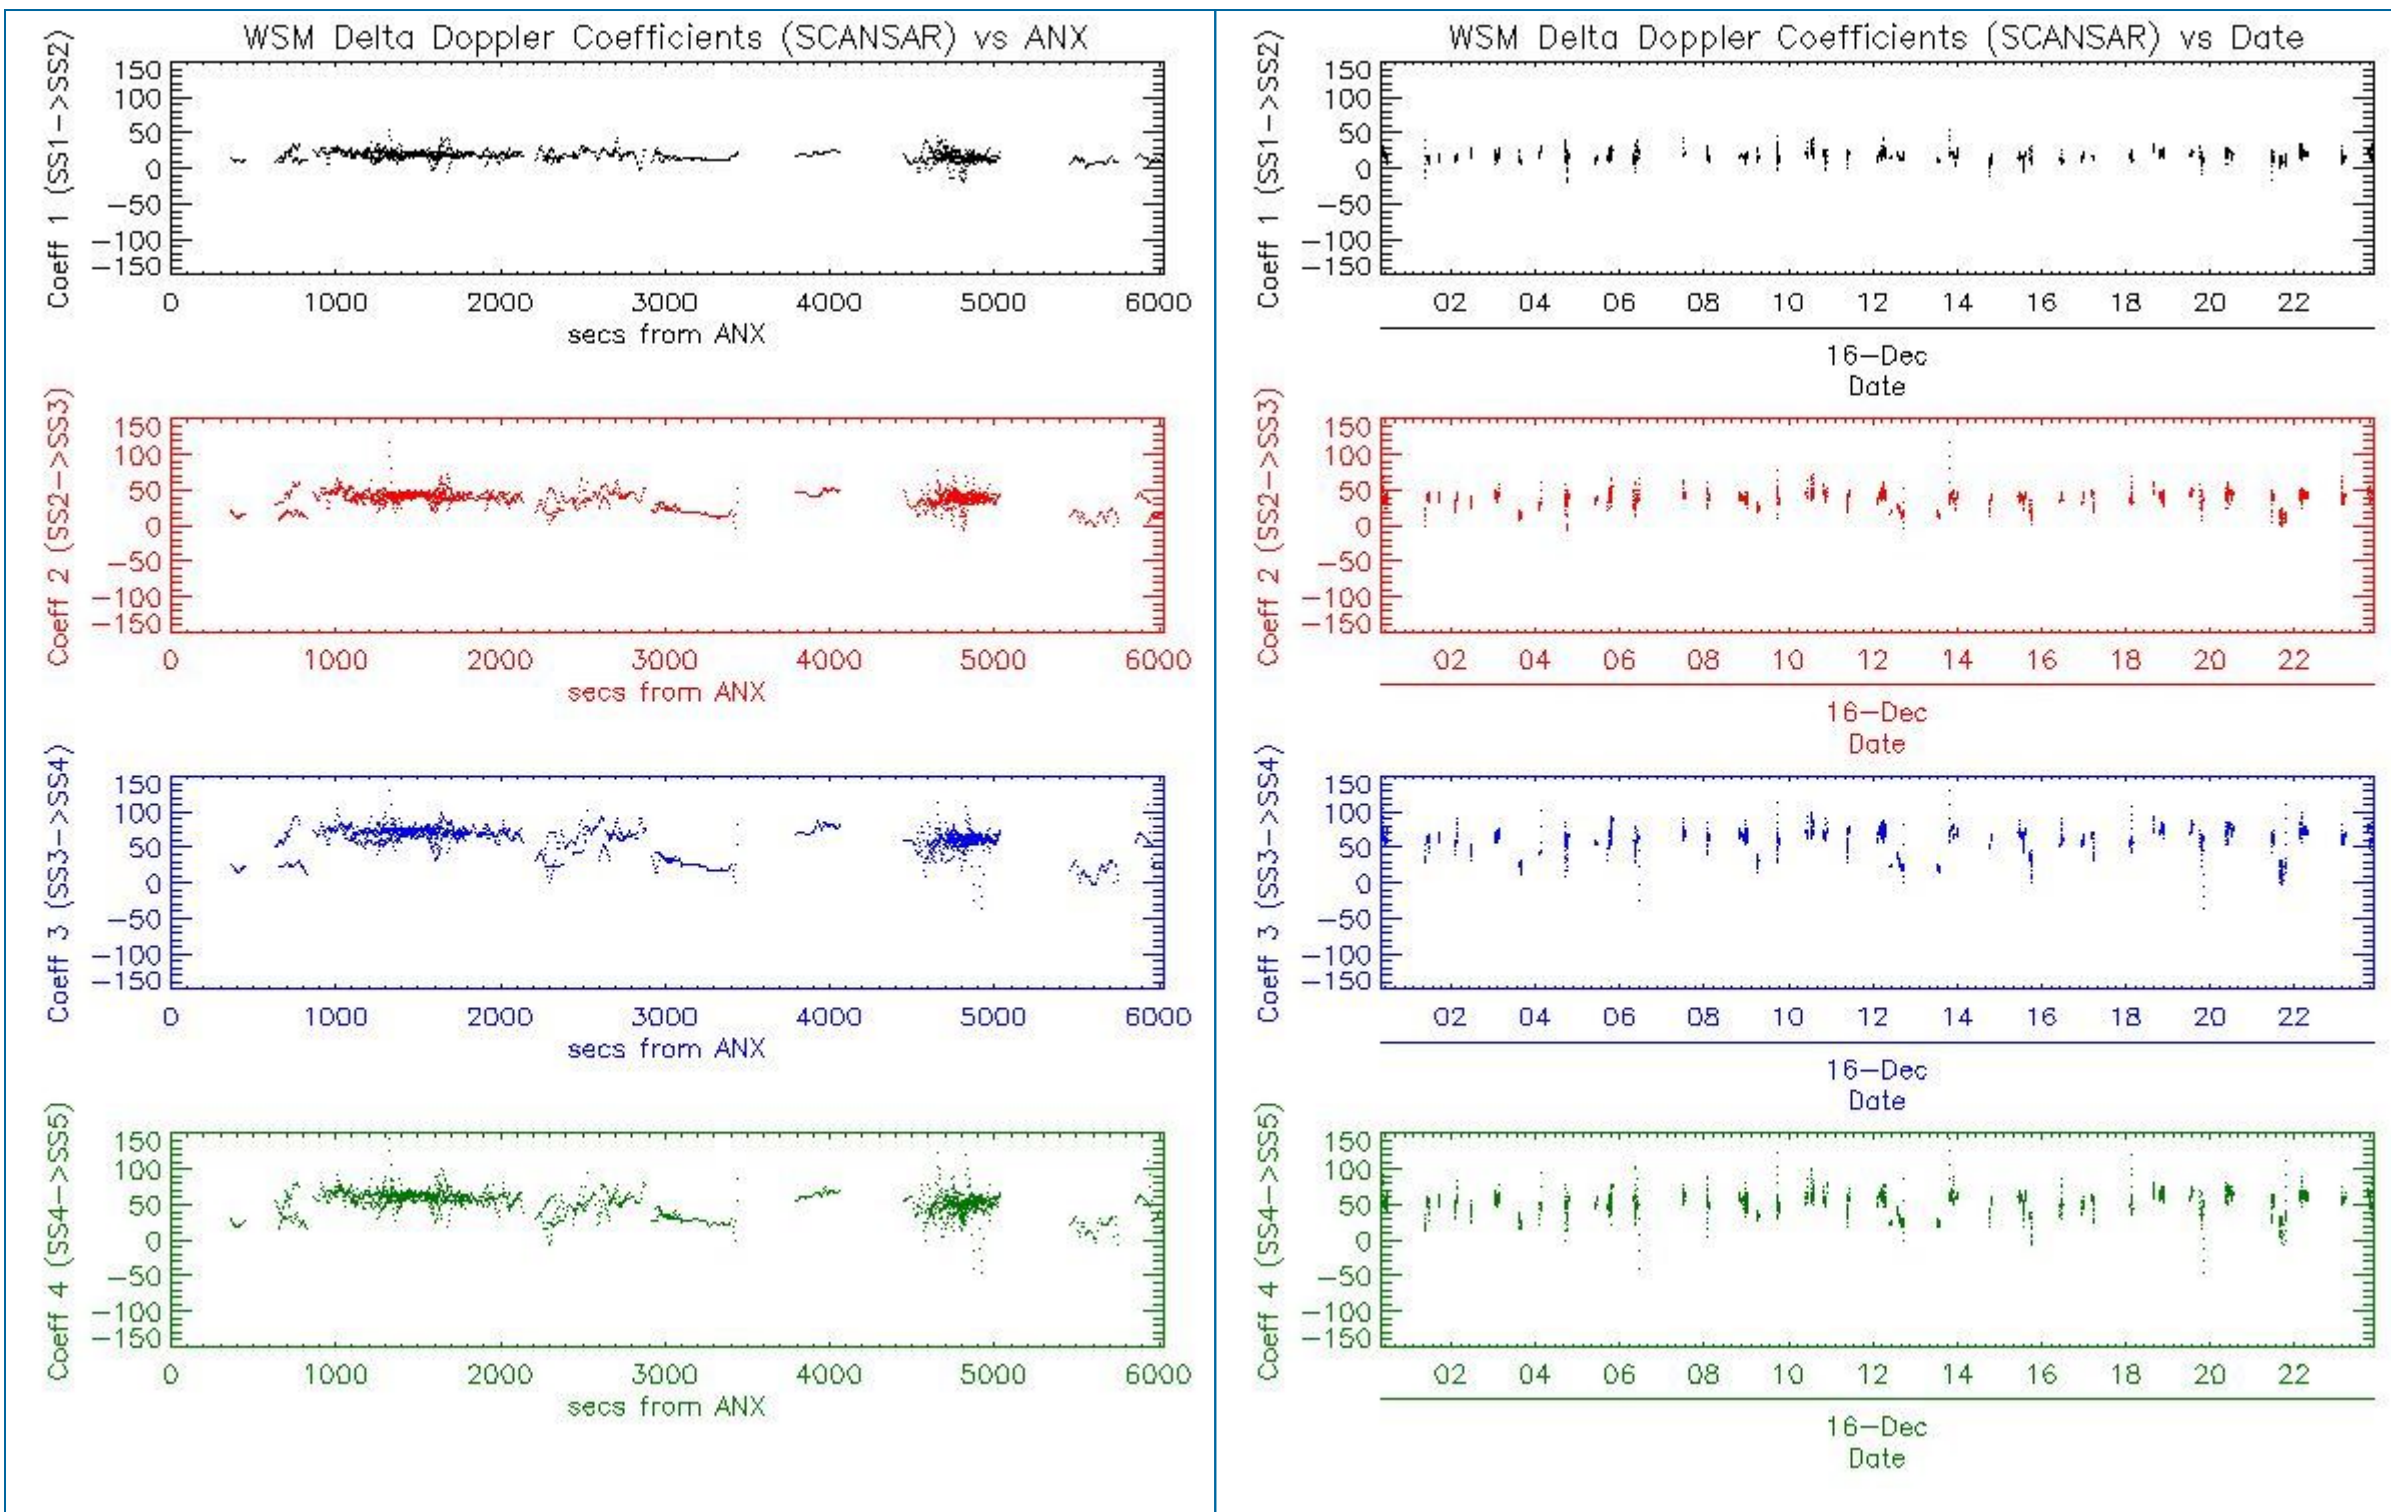 WSM Delta Doppler Coefficients (SCANSAR) vs ANX
Coeff 1 (SS1->SS2)
150
100
50
0
-50
-100
-150
0 1000 2000 3000 4000 5000 6000
secs from ANX
Coeff 2 (SS2->SS3)
150
100
50
0
-50
-100
-150
0 1000 2000 3000 4000 5000 6000
secs from ANX
Coeff 3 (SS3->SS4)
150
100
50
0
-50
-100
-150
0 1000 2000 3000 4000 5000 6000
secs from ANX
Coeff 4 (SS4->SS5)
150
100
50
0
-50
-100
-150
0 1000 2000 3000 4000 5000 6000
secs from ANX
WSM Delta Doppler Coefficients (SCANSAR) vs Date
Coeff 1 (SS1->SS2)
150
100
50
0
-50
-100
-150
02 04 06 08 10 12 14 16 18 20 22
16-Dec
Date
Coeff 2 (SS2->SS3)
150
100
50
0
-50
-100
-150
02 04 06 08 10 12 14 16 18 20 22
16-Dec
Date
Coeff 3 (SS3->SS4)
150
100
50
0
-50
-100
-150
02 04 06 08 10 12 14 16 18 20 22
16-Dec
Date
Coeff 4 (SS4->SS5)
150
100
50
0
-50
-100
-150
02 04 06 08 10 12 14 16 18 20 22
16-Dec
Date